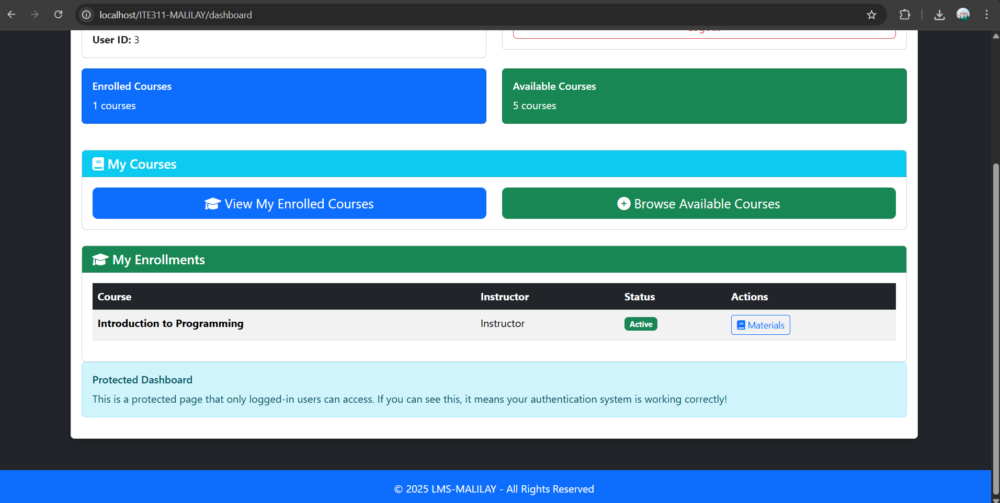 localhost/ITE311-MALILAY/dashboard
User ID: 3
Logout
Enrolled Courses
1 courses
Available Courses
5 courses
My Courses
View My Enrolled Courses
Browse Available Courses
My Enrollments
Course Instructor Status Actions
Introduction to Programming Instructor Active Materials
Protected Dashboard
This is a protected page that only logged-in users can access. If you can see this, it means your authentication system is working correctly!
© 2025 LMS-MALILAY - All Rights Reserved